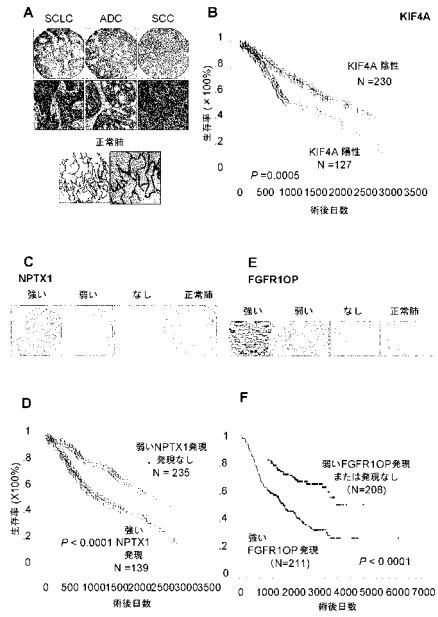 A
SCLC ADC SCC
正常肺
B
KIF4A
KIF4A 陰性
N =230
KIF4A 陽性
N =127
P =0.0005
生存率 (×100%)
1
.8
.6
.4
.2
0
0 500 1000 1500 2000 2500 3000 3500
術後日数
C
NPTX1
強い 弱い なし 正常肺
E
FGFR1OP
強い 弱い なし 正常肺
D
弱いNPTX1発現
、発現なし
N = 235
強い
P < 0.0001 NPTX1
発現
N =139
生存率 (X100%)
1
.8
.6
.4
.2
0
0 500 1000 1500 2000 2500 3000 3500
術後日数
F
弱いFGFR1OP発現
または発現なし
(N=208)
強い
FGFR1OP発現
(N=211)
P < 0.0001
1
.8
.6
.4
.2
0
0 1000 2000 3000 4000 5000 6000 7000
術後日数